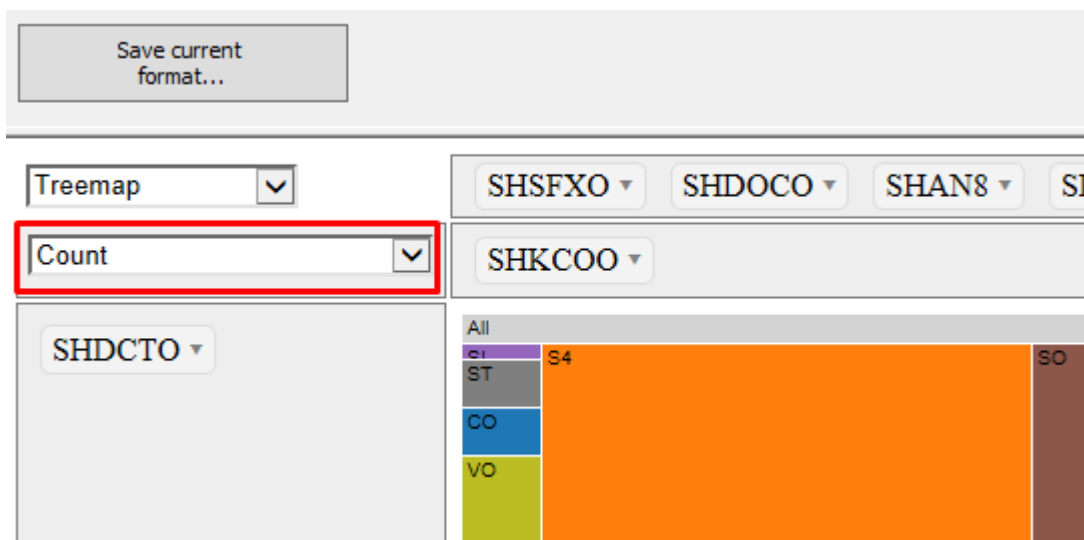 Save current
format...
Treemap
SHSFXO SHDOCO SHAN8
Count
SHKCOO
SHDCTO
All
ST
S4
SO
CO
VO